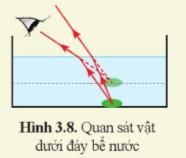 Hình 3.8. Quan sát vật
dưới đáy bể nước